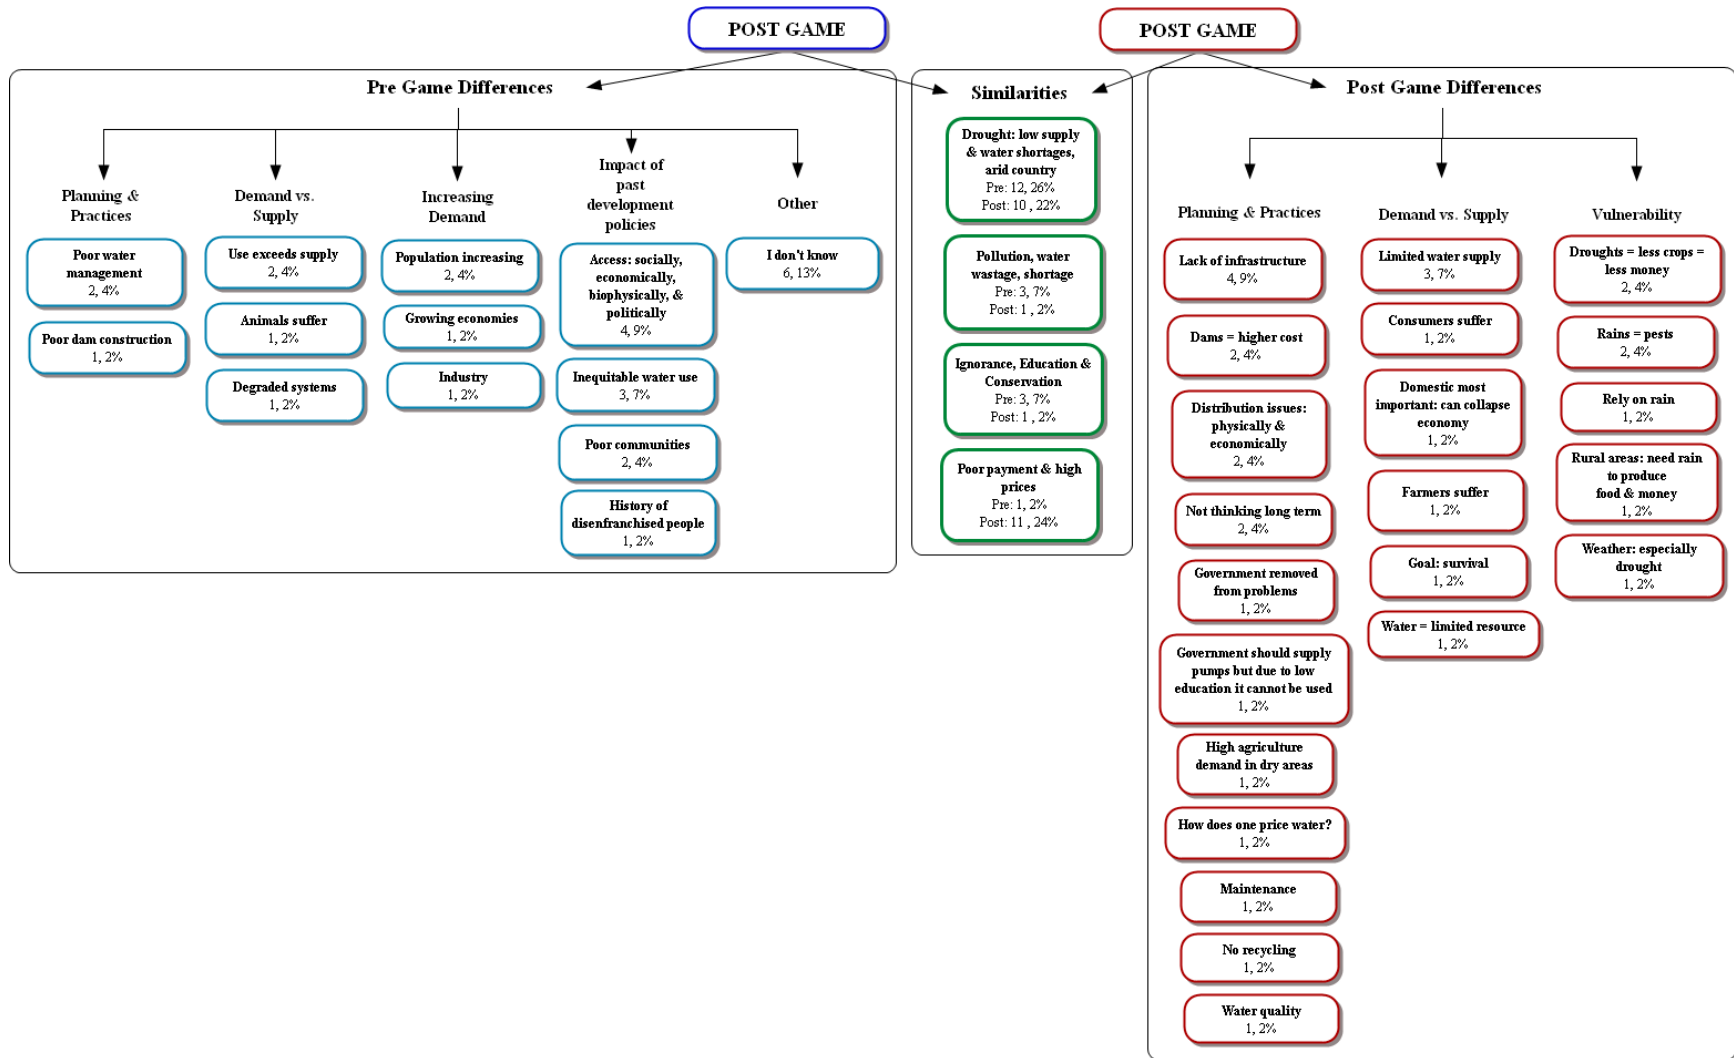 POST GAME
POST GAME
Pre Game Differences
Planning &
Practices
Poor water
management
2, 4%
Poor dam construction
1, 2%
Demand vs.
Supply
Use exceeds supply
2, 4%
Animals suffer
1, 2%
Degraded systems
1, 2%
Increasing
Demand
Population increasing
2, 4%
Growing economies
1, 2%
Industry
1, 2%
Impact of
past
development
policies
Access: socially,
economically,
biophysically, &
politically
4, 9%
Inequitable water use
3, 7%
Poor communities
2, 4%
History of
disenfranchised people
1, 2%
Other
I don't know
6, 13%
Similarities
Drought: low supply
& water shortages,
arid country
Pre: 12, 26%
Post: 10 , 22%
Pollution, water
wastage, shortage
Pre: 3, 7%
Post: 1 , 2%
Ignorance, Education &
Conservation
Pre: 3, 7%
Post: 1 , 2%
Poor payment & high
prices
Pre: 1, 2%
Post: 11 , 24%
Post Game Differences
Planning & Practices
Lack of infrastructure
4, 9%
Dams = higher cost
2, 4%
Distribution issues:
physically &
economically
2, 4%
Not thinking long term
2, 4%
Government removed
from problems
1, 2%
Government should supply
pumps but due to low
education it cannot be used
1, 2%
High agriculture
demand in dry areas
1, 2%
How does one price water?
1, 2%
Maintenance
1, 2%
No recycling
1, 2%
Water quality
1, 2%
Demand vs. Supply
Limited water supply
3, 7%
Consumers suffer
1, 2%
Domestic most
important: can collapse
economy
1, 2%
Farmers suffer
1, 2%
Goal: survival
1, 2%
Water = limited resource
1, 2%
Vulnerability
Droughts = less crops =
less money
2, 4%
Rains = pests
2, 4%
Rely on rain
1, 2%
Rural areas: need rain
to produce
food & money
1, 2%
Weather: especially
drought
1, 2%